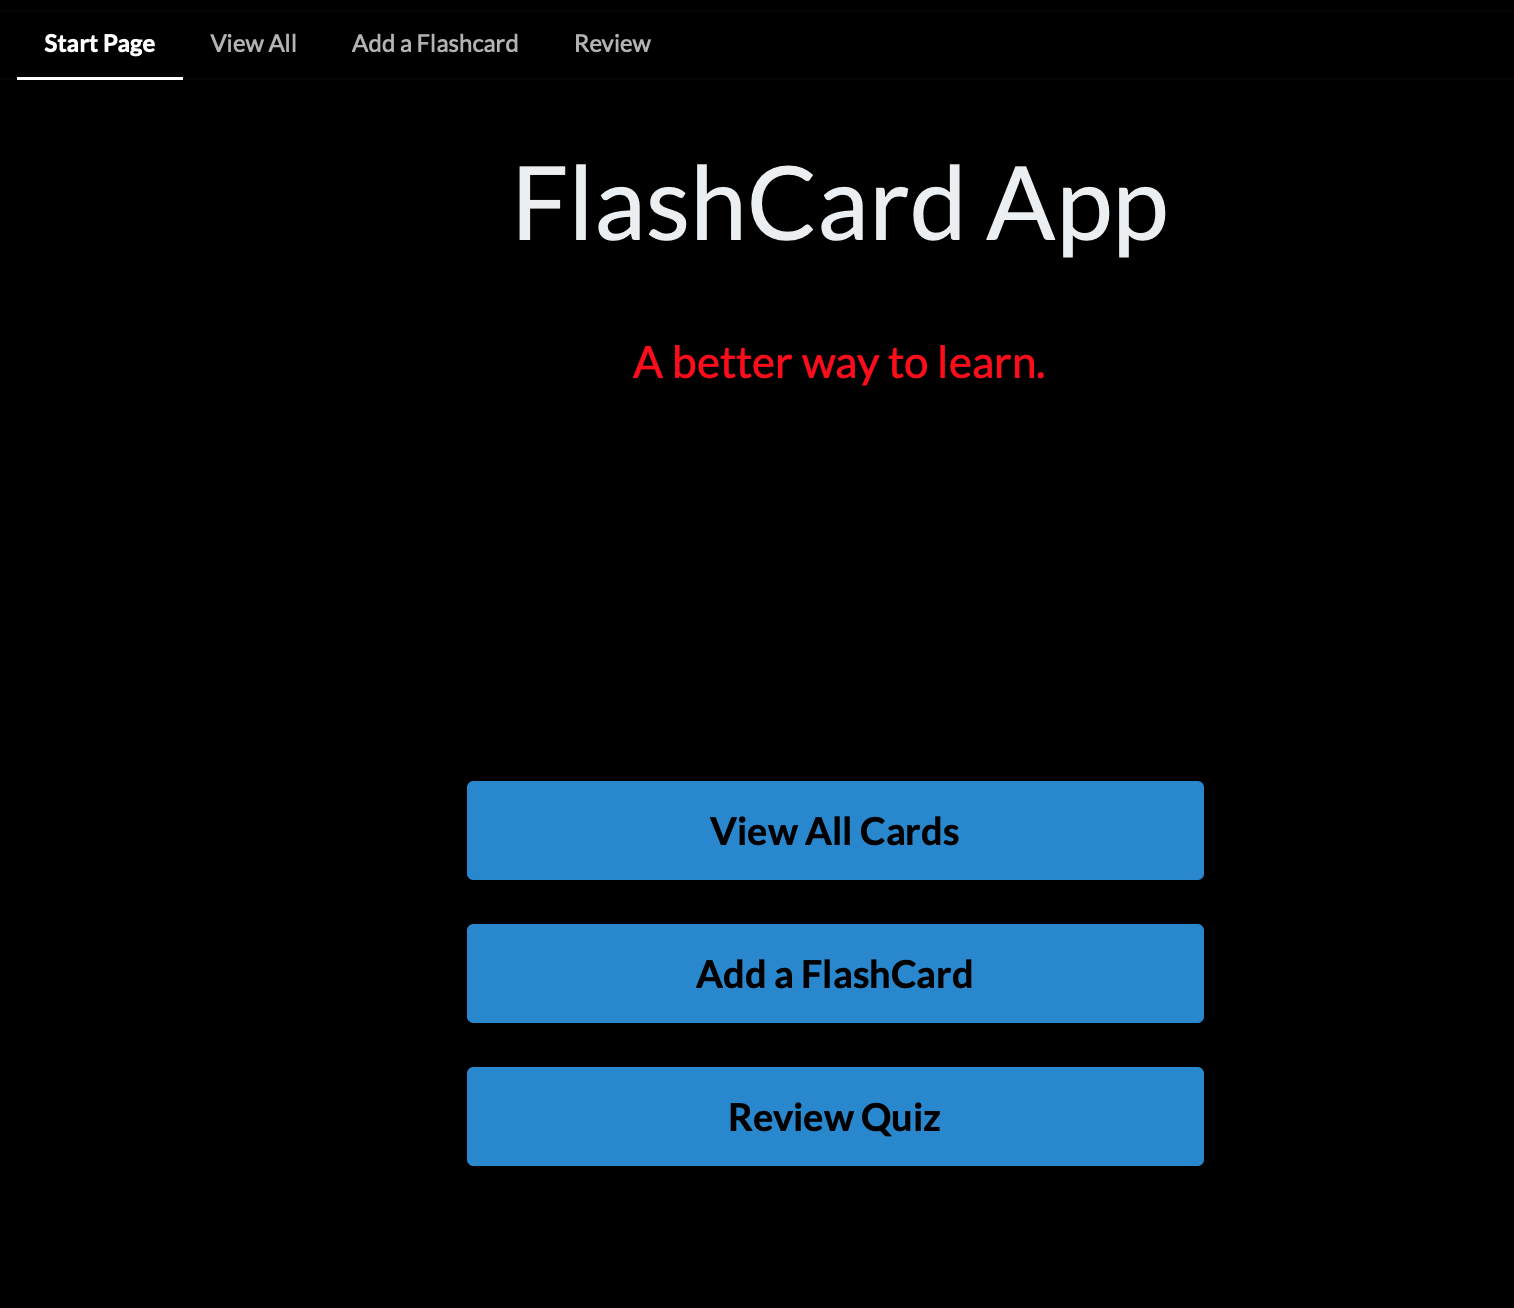 Start Page View All Add a Flashcard Review
FlashCard App
A better way to learn.
View All Cards
Add a FlashCard
Review Quiz